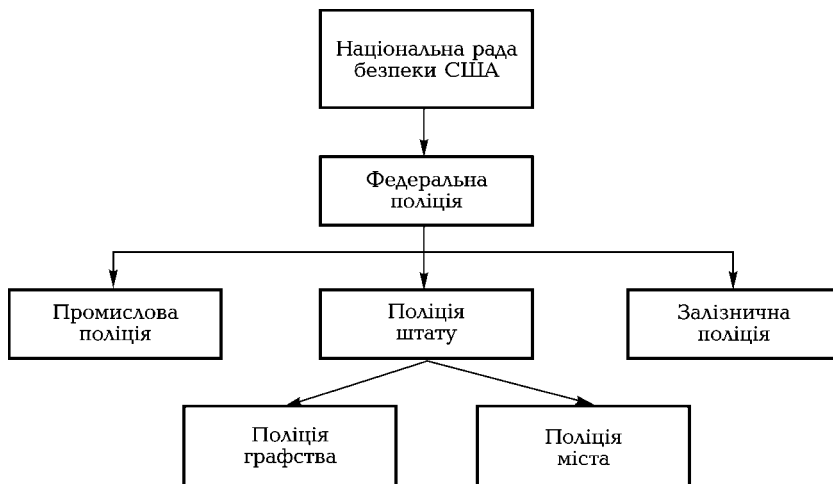 Національна рада
безпеки США
Федеральна
поліція
Промислова
поліція
Поліція
штату
Залізнична
поліція
Поліція
графства
Поліція
міста